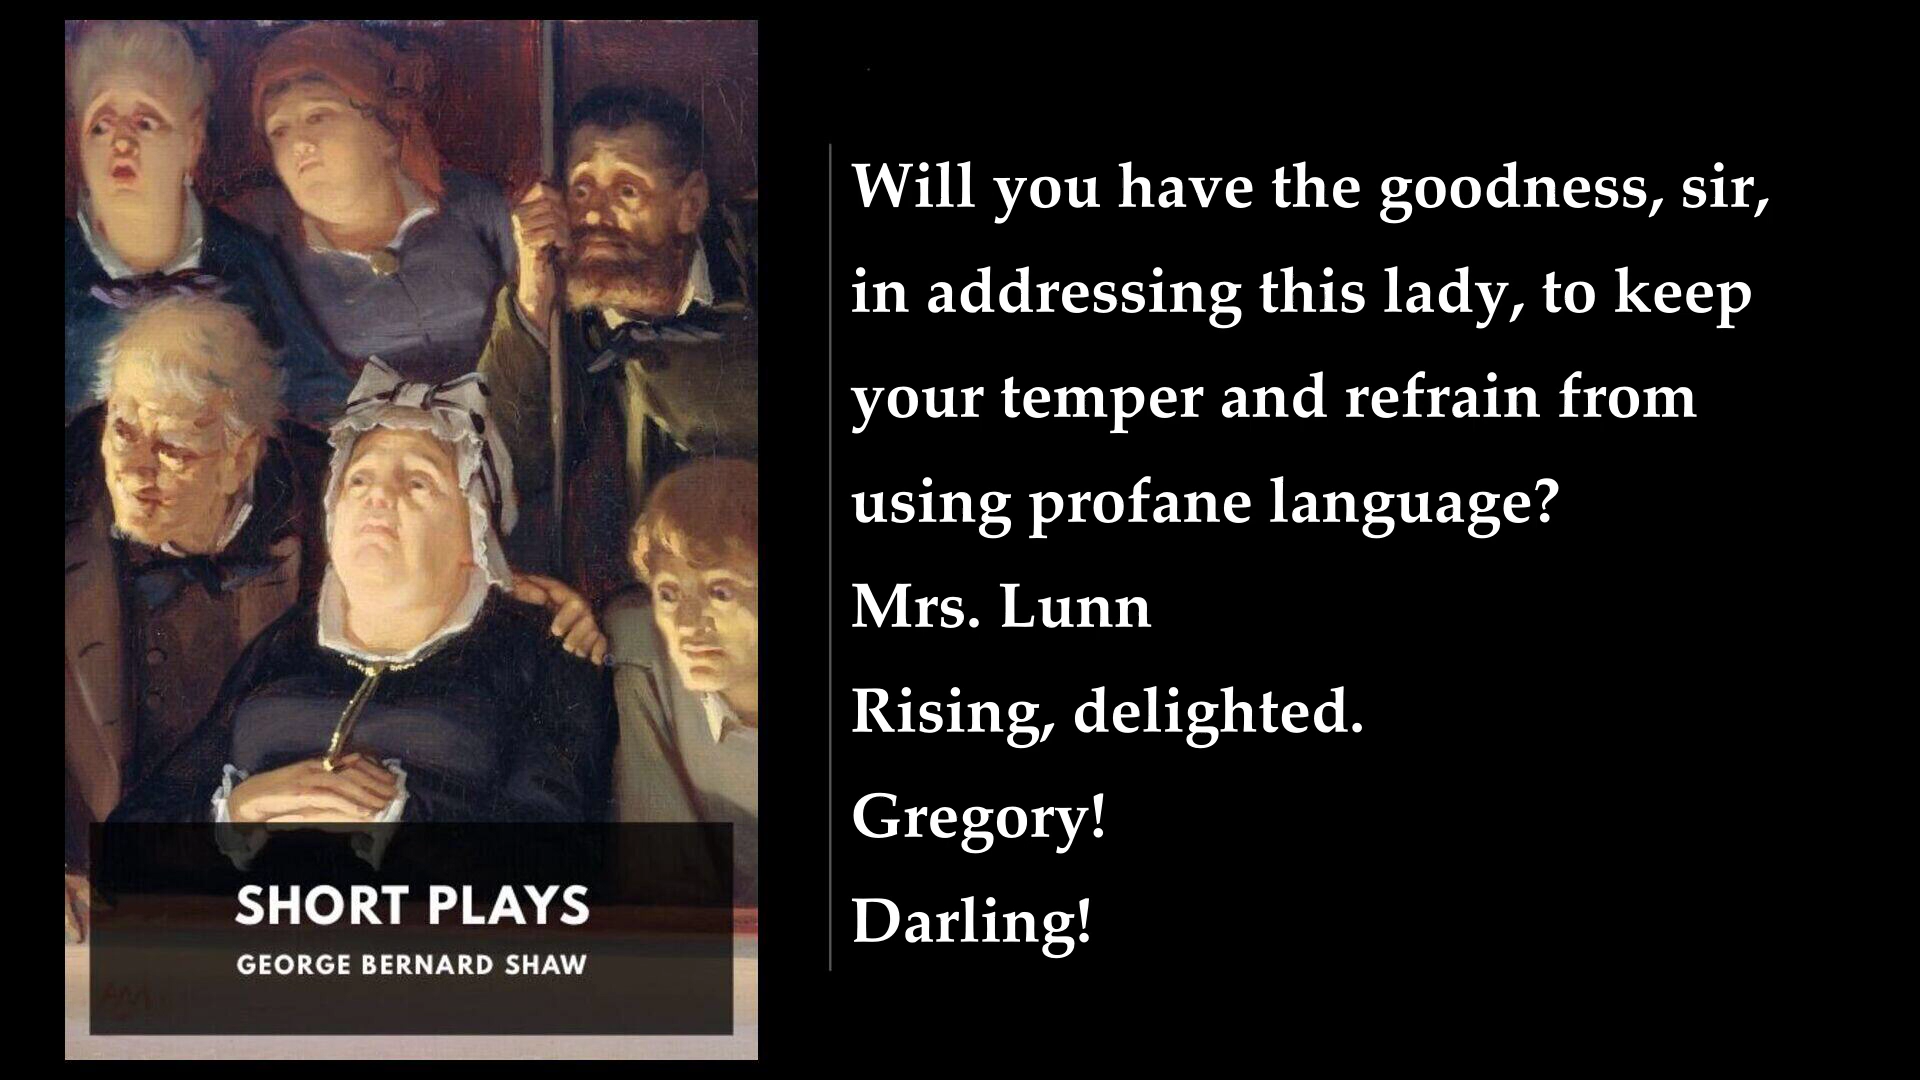 Will you have the goodness, sir,
in addressing this lady, to keep
your temper and refrain from
using profane language?
Mrs. Lunn
Rising, delighted.
Gregory!
Darling!
SHORT PLAYS
GEORGE BERNARD SHAW